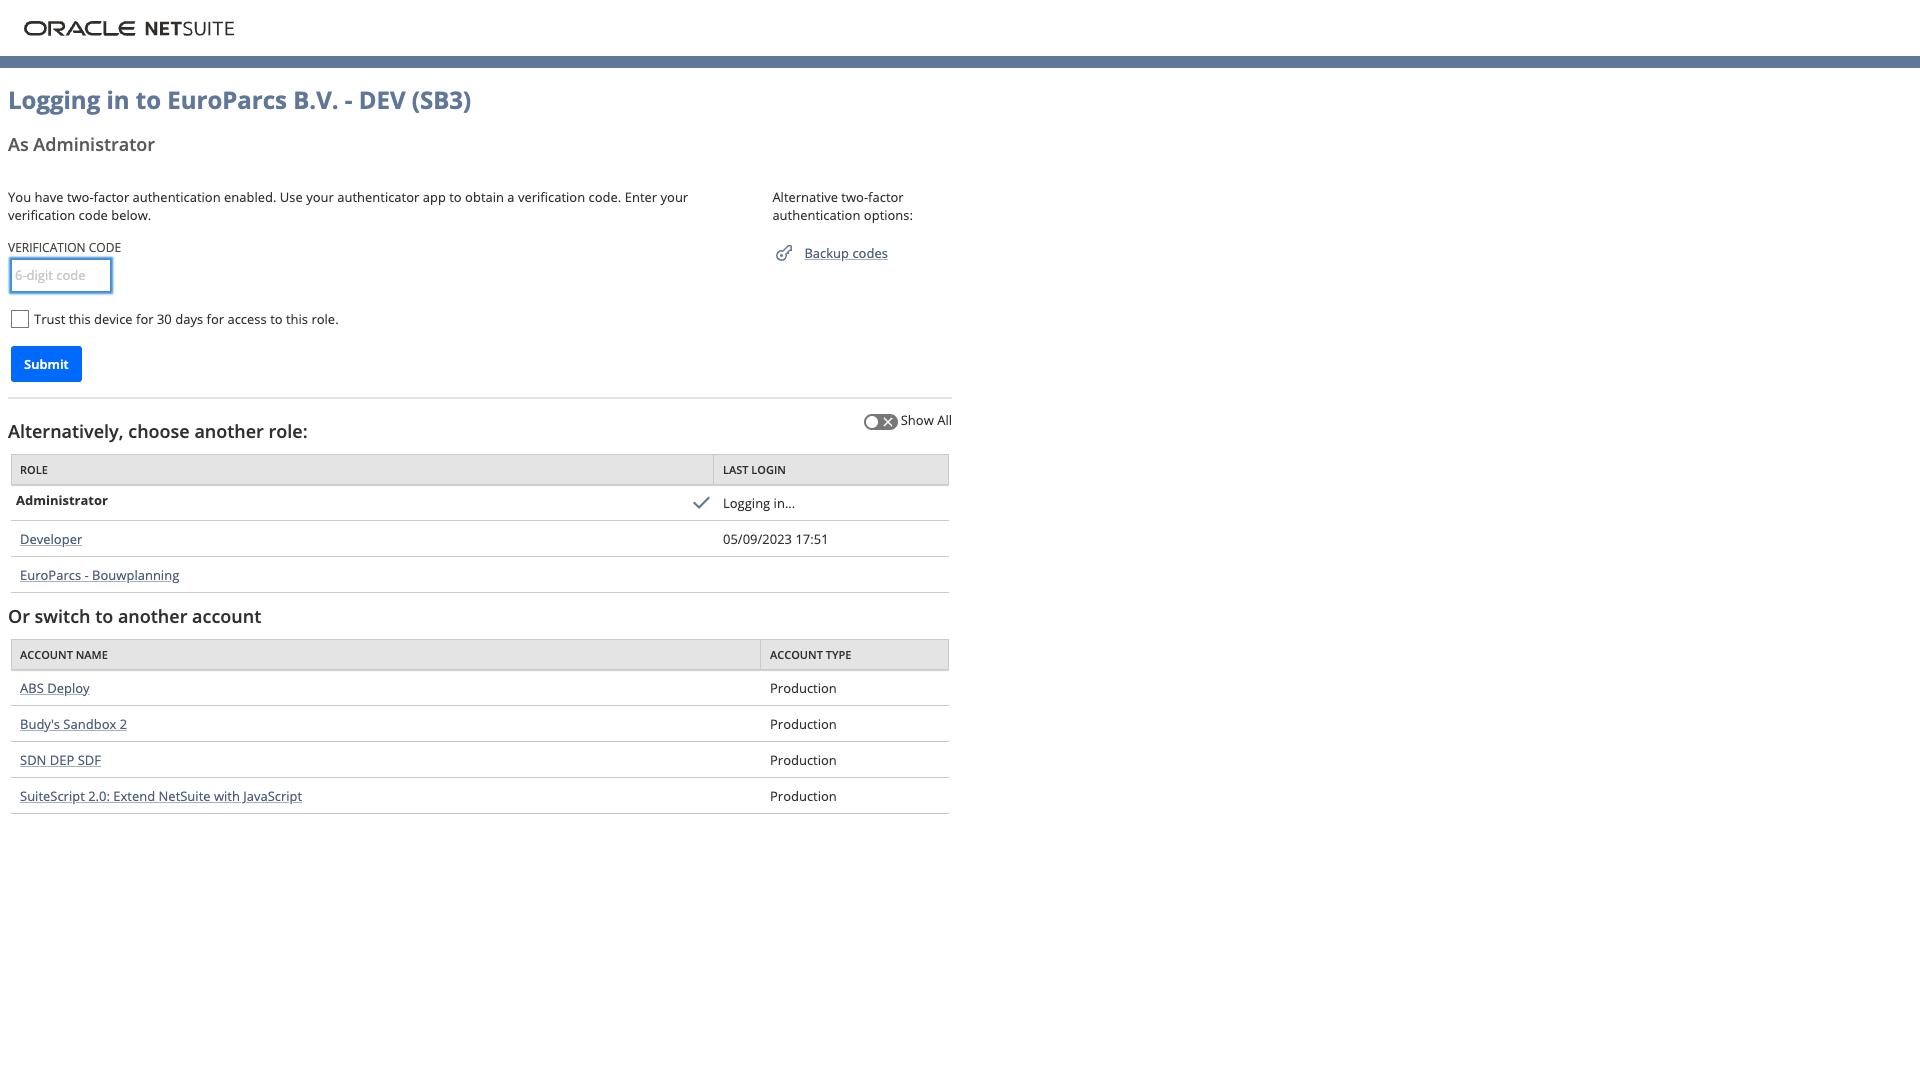 ORACLE NETSUITE
Logging in to EuroParcs B.V. - DEV (SB3)
As Administrator
You have two-factor authentication enabled. Use your authenticator app to obtain a verification code. Enter your
verification code below.
VERIFICATION CODE
6-digit code
Trust this device for 30 days for access to this role.
Submit
Alternative two-factor
authentication options:
Backup codes
Show All
Alternatively, choose another role:
ROLE LAST LOGIN
Administrator Logging in...
Developer 05/09/2023 17:51
EuroParcs - Bouwplanning
Or switch to another account
ACCOUNT NAME ACCOUNT TYPE
ABS Deploy Production
Budy's Sandbox 2 Production
SDN DEP SDF Production
SuiteScript 2.0: Extend NetSuite with JavaScript Production